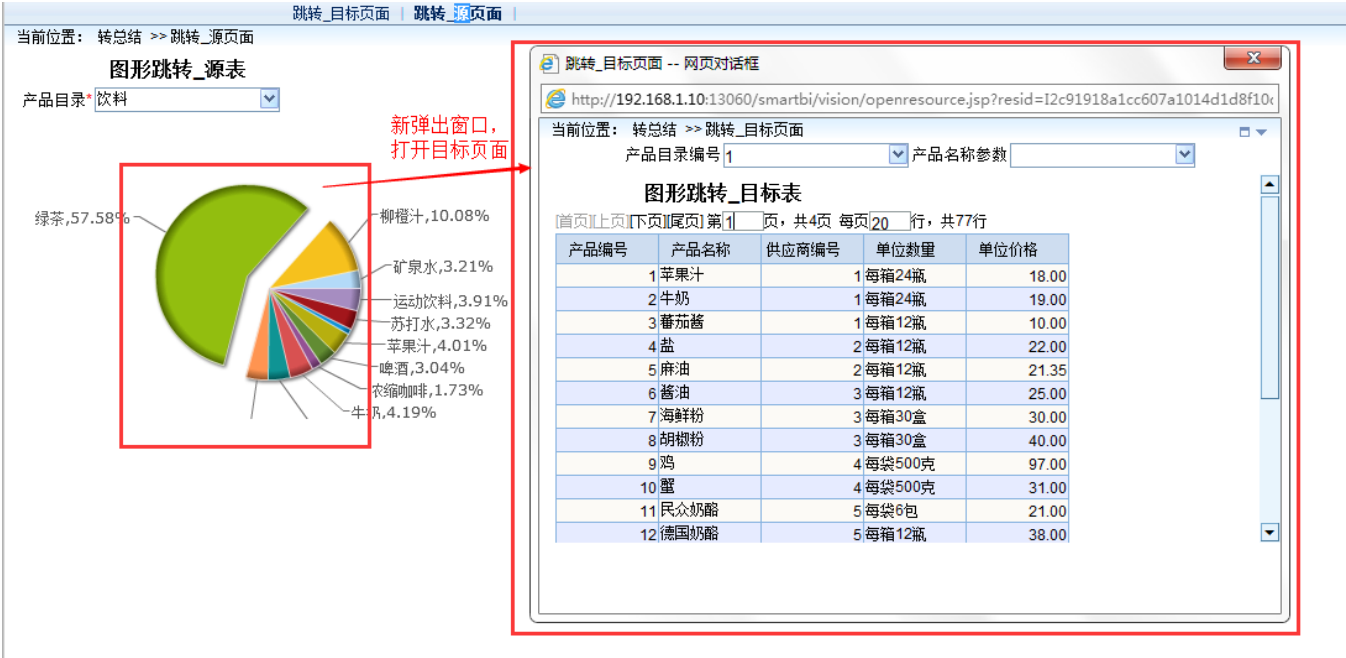 跳转_目标页面 | 跳转_源页面 |
当前位置： 转总结 >>跳转_源页面
图形跳转_源表
产品目录* 饮料
新弹出窗口，
打开目标页面
绿茶,57.58%
柳橙汁,10.08%
矿泉水,3.21%
运动饮料,3.91%
苏打水,3.32%
苹果汁,4.01%
啤酒,3.04%
浓缩咖啡,1.73%
牛奶,4.19%
跳转_目标页面 -- 网页对话框
http://192.168.1.10:13060/smartbi/vision/openresource.jsp?resid=I2c91918a1cc607a1014d1d8f10
当前位置： 转总结 >>跳转_目标页面
产品目录编号 1 产品名称参数
图形跳转_目标表
[首页][上页][下页][尾页] 第1 页，共4页 每页20 行，共77行
产品编号 产品名称 供应商编号 单位数量 单位价格
1 苹果汁 1 每箱24瓶 18.00
2 牛奶 1 每箱24瓶 19.00
3 蕃茄酱 1 每箱12瓶 10.00
4 盐 2 每箱12瓶 22.00
5 麻油 2 每箱12瓶 21.35
6 酱油 3 每箱12瓶 25.00
7 海鲜粉 3 每箱30盒 30.00
8 胡椒粉 3 每箱30盒 40.00
9 鸡 4 每袋500克 97.00
10 蟹 4 每袋500克 31.00
11 民众奶酪 5 每袋6包 21.00
12 德国奶酪 5 每箱12瓶 38.00